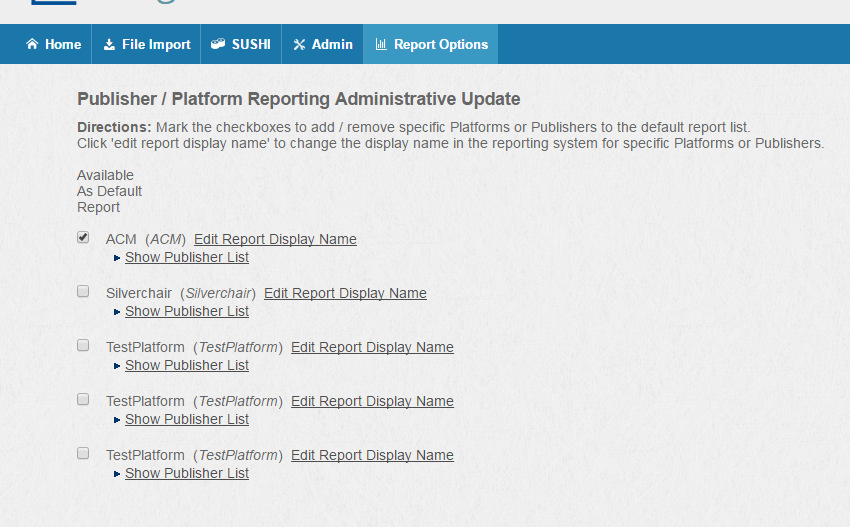 Home File Import SUSHI Admin Report Options
Publisher / Platform Reporting Administrative Update
Directions: Mark the checkboxes to add / remove specific Platforms or Publishers to the default report list.
Click 'edit report display name' to change the display name in the reporting system for specific Platforms or Publishers.
Available
As Default
Report
ACM (ACM) Edit Report Display Name
Show Publisher List
Silverchair (Silverchair) Edit Report Display Name
Show Publisher List
TestPlatform (TestPlatform) Edit Report Display Name
Show Publisher List
TestPlatform (TestPlatform) Edit Report Display Name
Show Publisher List
TestPlatform (TestPlatform) Edit Report Display Name
Show Publisher List